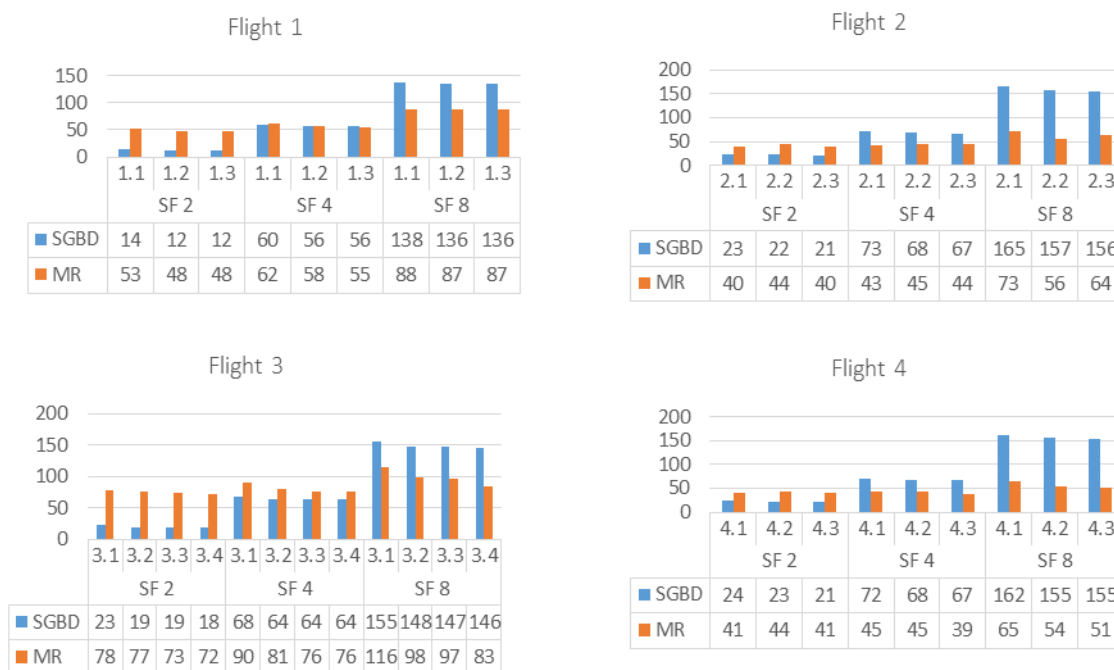 Flight 1
150
100
50
0
1.1 1.2 1.3 1.1 1.2 1.3 1.1 1.2 1.3
SF 2 SF 4 SF 8
SGBD 14 12 12 60 56 56 138 136 136
MR 53 48 48 62 58 55 88 87 87
Flight 2
200
150
100
50
0
2.1 2.2 2.3 2.1 2.2 2.3 2.1 2.2 2.3
SF 2 SF 4 SF 8
SGBD 23 22 21 73 68 67 165 157 156
MR 40 44 40 43 45 44 73 56 64
Flight 3
200
150
100
50
0
3.1 3.2 3.3 3.4 3.1 3.2 3.3 3.4 3.1 3.2 3.3 3.4
SF 2 SF 4 SF 8
SGBD 23 19 19 18 68 64 64 64 155 148 147 146
MR 78 77 73 72 90 81 76 76 116 98 97 83
Flight 4
200
150
100
50
0
4.1 4.2 4.3 4.1 4.2 4.3 4.1 4.2 4.3
SF 2 SF 4 SF 8
SGBD 24 23 21 72 68 67 162 155 155
MR 41 44 41 45 45 39 65 54 51